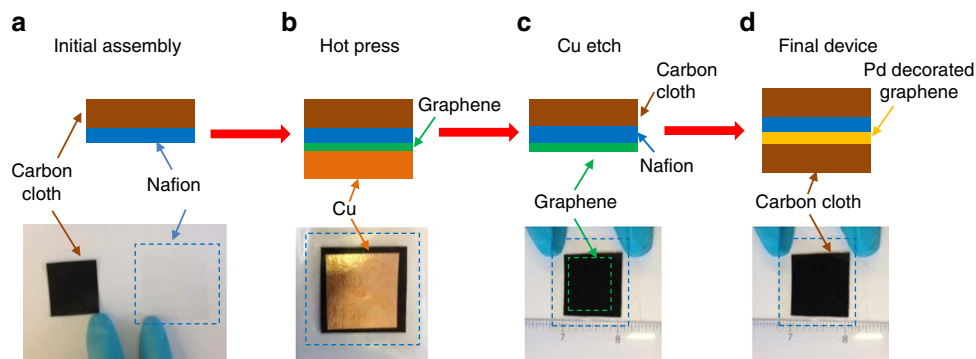 a
Initial assembly
Carbon
cloth
Nafion
b
Hot press
Graphene
Cu
c
Cu etch
Carbon
cloth
Nafion
Graphene
7
8
d
Final device
Pd decorated
graphene
Carbon cloth
7
8